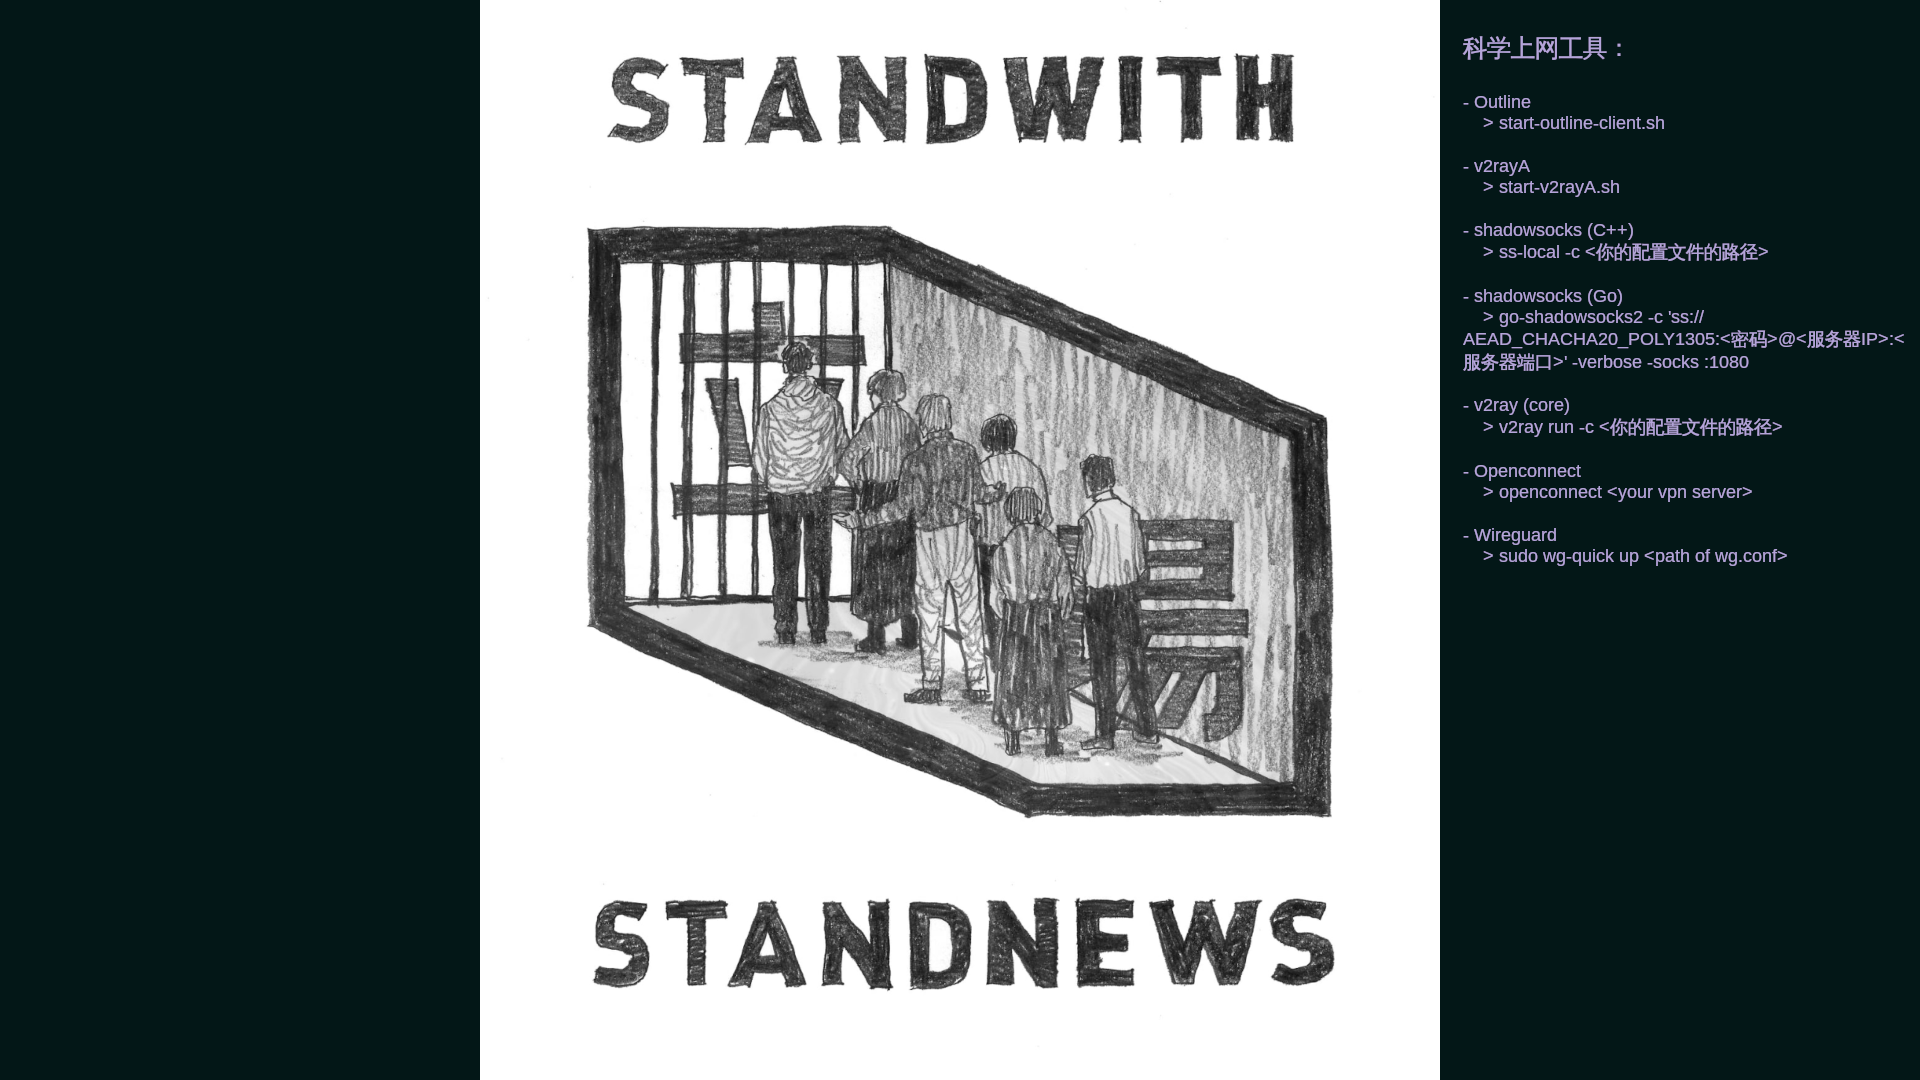 STANDWITH
立
場
STANDNEWS
科学上网工具：
- Outline
> start-outline-client.sh
- v2rayA
> start-v2rayA.sh
- shadowsocks (C++)
> ss-local -c <你的配置文件的路径>
- shadowsocks (Go)
> go-shadowsocks2 -c 'ss://
AEAD_CHACHA20_POLY1305:<密码>@<服务器IP>:<
服务器端口>' -verbose -socks :1080
- v2ray (core)
> v2ray run -c <你的配置文件的路径>
- Openconnect
> openconnect <your vpn server>
- Wireguard
> sudo wg-quick up <path of wg.conf>